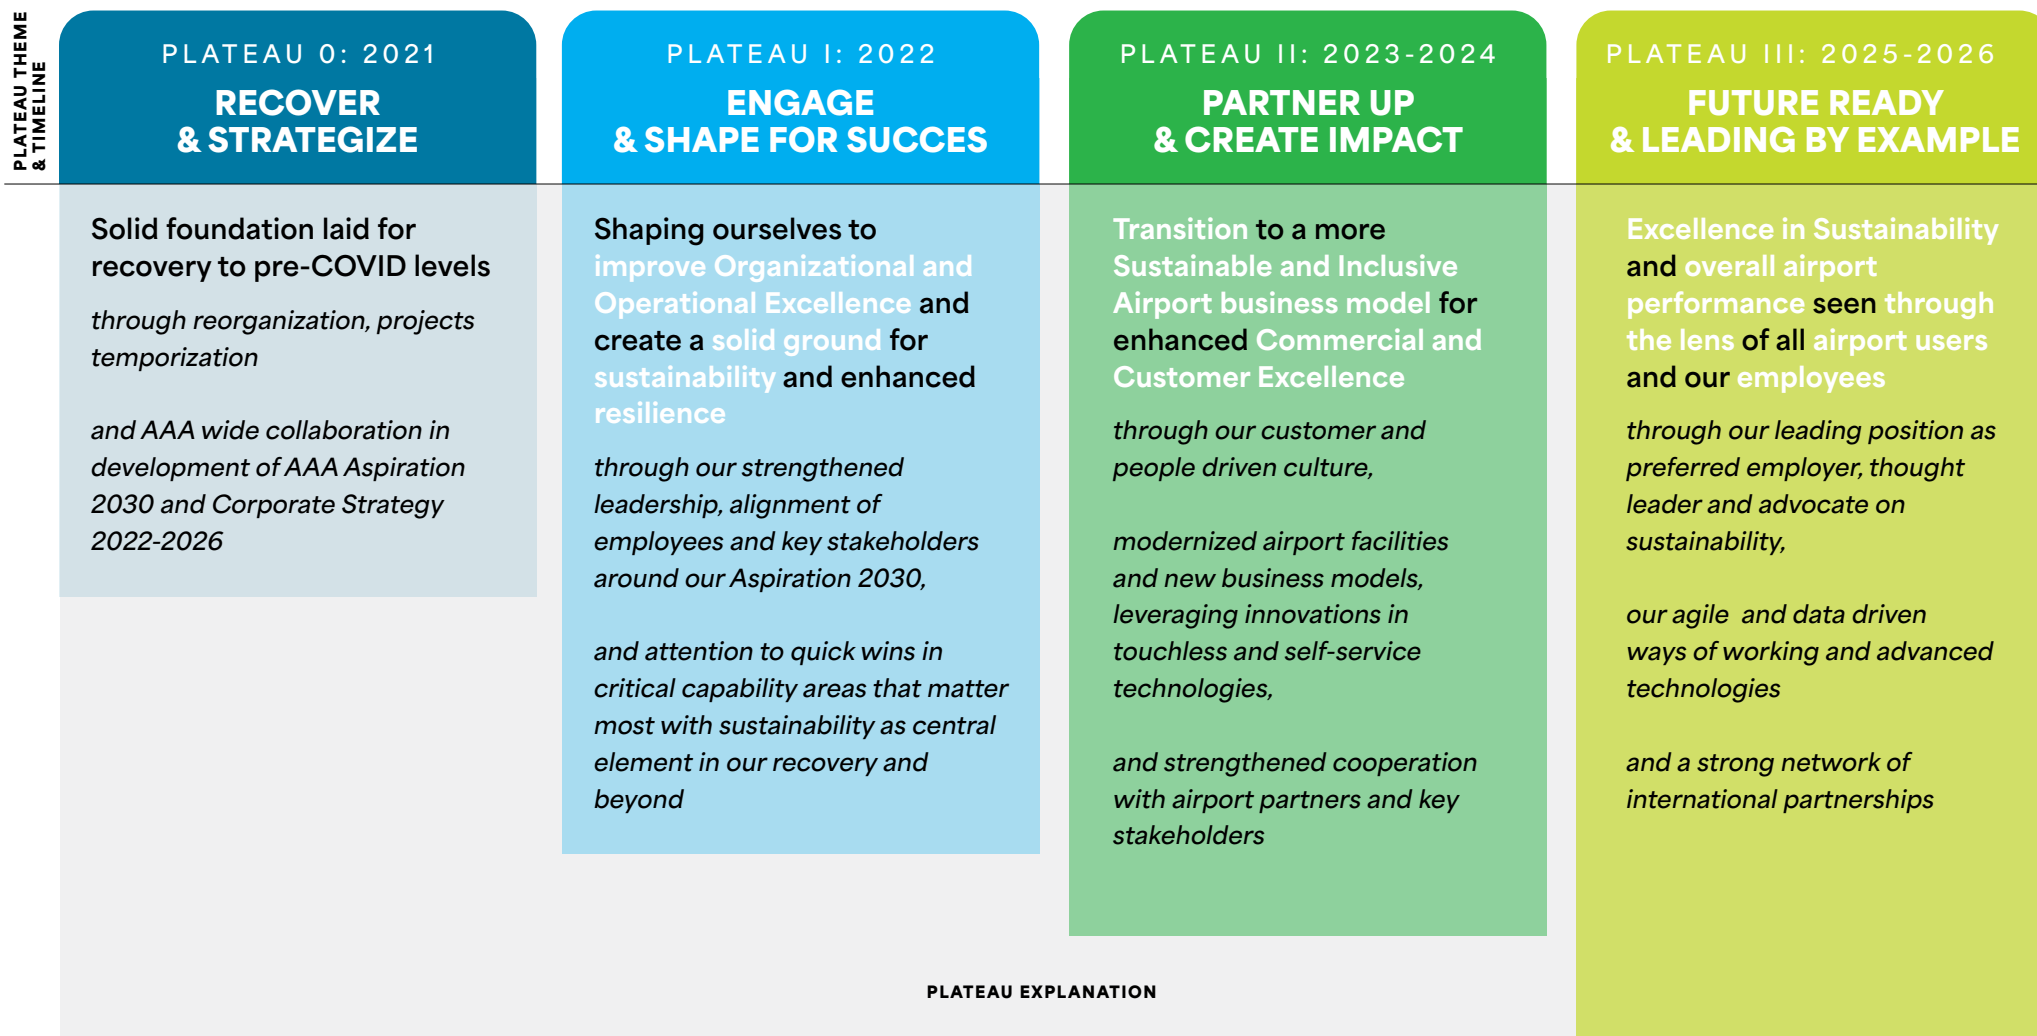 PLATEAU THEME
& TIMELINE
PLATEAU 0: 2021
RECOVER
& STRATEGIZE
Solid foundation laid for
recovery to pre-COVID levels
through reorganization, projects
temporization
and AAA wide collaboration in
development of AAA Aspiration
2030 and Corporate Strategy
2022-2026
PLATEAU I: 2022
ENGAGE
& SHAPE FOR SUCCES
Shaping ourselves to
improve Organizational and
Operational Excellence and
create a solid ground for
sustainability and enhanced
resilience
through our strengthened
leadership, alignment of
employees and key stakeholders
around our Aspiration 2030,
and attention to quick wins in
critical capability areas that matter
most with sustainability as central
element in our recovery and
beyond
PLATEAU II: 2023-2024
PARTNER UP
& CREATE IMPACT
Transition to a more
Sustainable and Inclusive
Airport business model for
enhanced Commercial and
Customer Excellence
through our customer and
people driven culture,
modernized airport facilities
and new business models,
leveraging innovations in
touchless and self-service
technologies,
and strengthened cooperation
with airport partners and key
stakeholders
PLATEAU III: 2025-2026
FUTURE READY
& LEADING BY EXAMPLE
Excellence in Sustainability
and overall airport
performance seen through
the lens of all airport users
and our employees
through our leading position as
preferred employer, thought
leader and advocate on
sustainability,
our agile and data driven
ways of working and advanced
technologies
and a strong network of
international partnerships
PLATEAU EXPLANATION